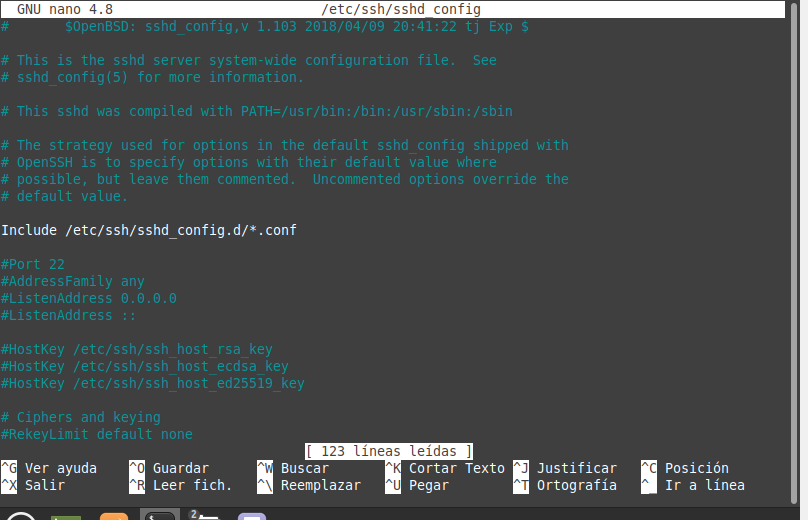 GNU nano 4.8 /etc/ssh/sshd_config
# $OpenBSD: sshd_config,v 1.103 2018/04/09 20:41:22 tj Exp $
# This is the sshd server system-wide configuration file. See
# sshd_config(5) for more information.
# This sshd was compiled with PATH=/usr/bin:/bin:/usr/sbin:/sbin
# The strategy used for options in the default sshd_config shipped with
# OpenSSH is to specify options with their default value where
# possible, but leave them commented. Uncommented options override the
# default value.
Include /etc/ssh/sshd_config.d/*.conf
#Port 22
#AddressFamily any
#ListenAddress 0.0.0.0
#ListenAddress ::
#HostKey /etc/ssh/ssh_host_rsa_key
#HostKey /etc/ssh/ssh_host_ecdsa_key
#HostKey /etc/ssh/ssh_host_ed25519_key
# Ciphers and keying
#RekeyLimit default none
[ 123 líneas leídas ]
^G Ver ayuda ^O Guardar ^W Buscar ^K Cortar Texto ^J Justificar ^C Posición
^X Salir ^R Leer fich. ^\ Reemplazar ^U Pegar ^T Ortografía ^_ Ir a línea
2